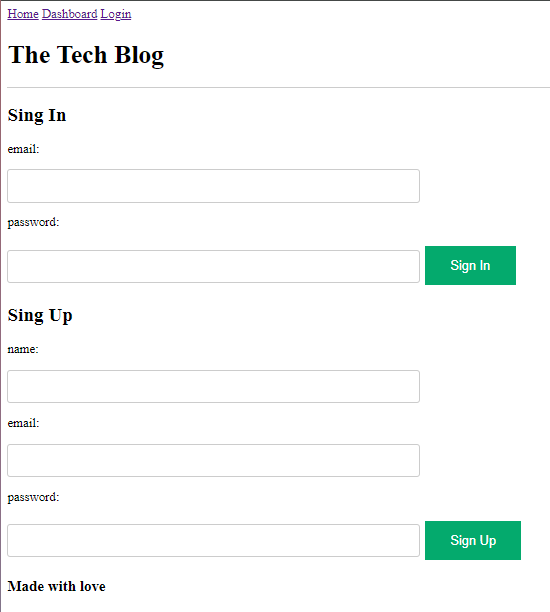 Home Dashboard Login
The Tech Blog
Sing In
email:
password:
Sign In
Sing Up
name:
email:
password:
Sign Up
Made with love